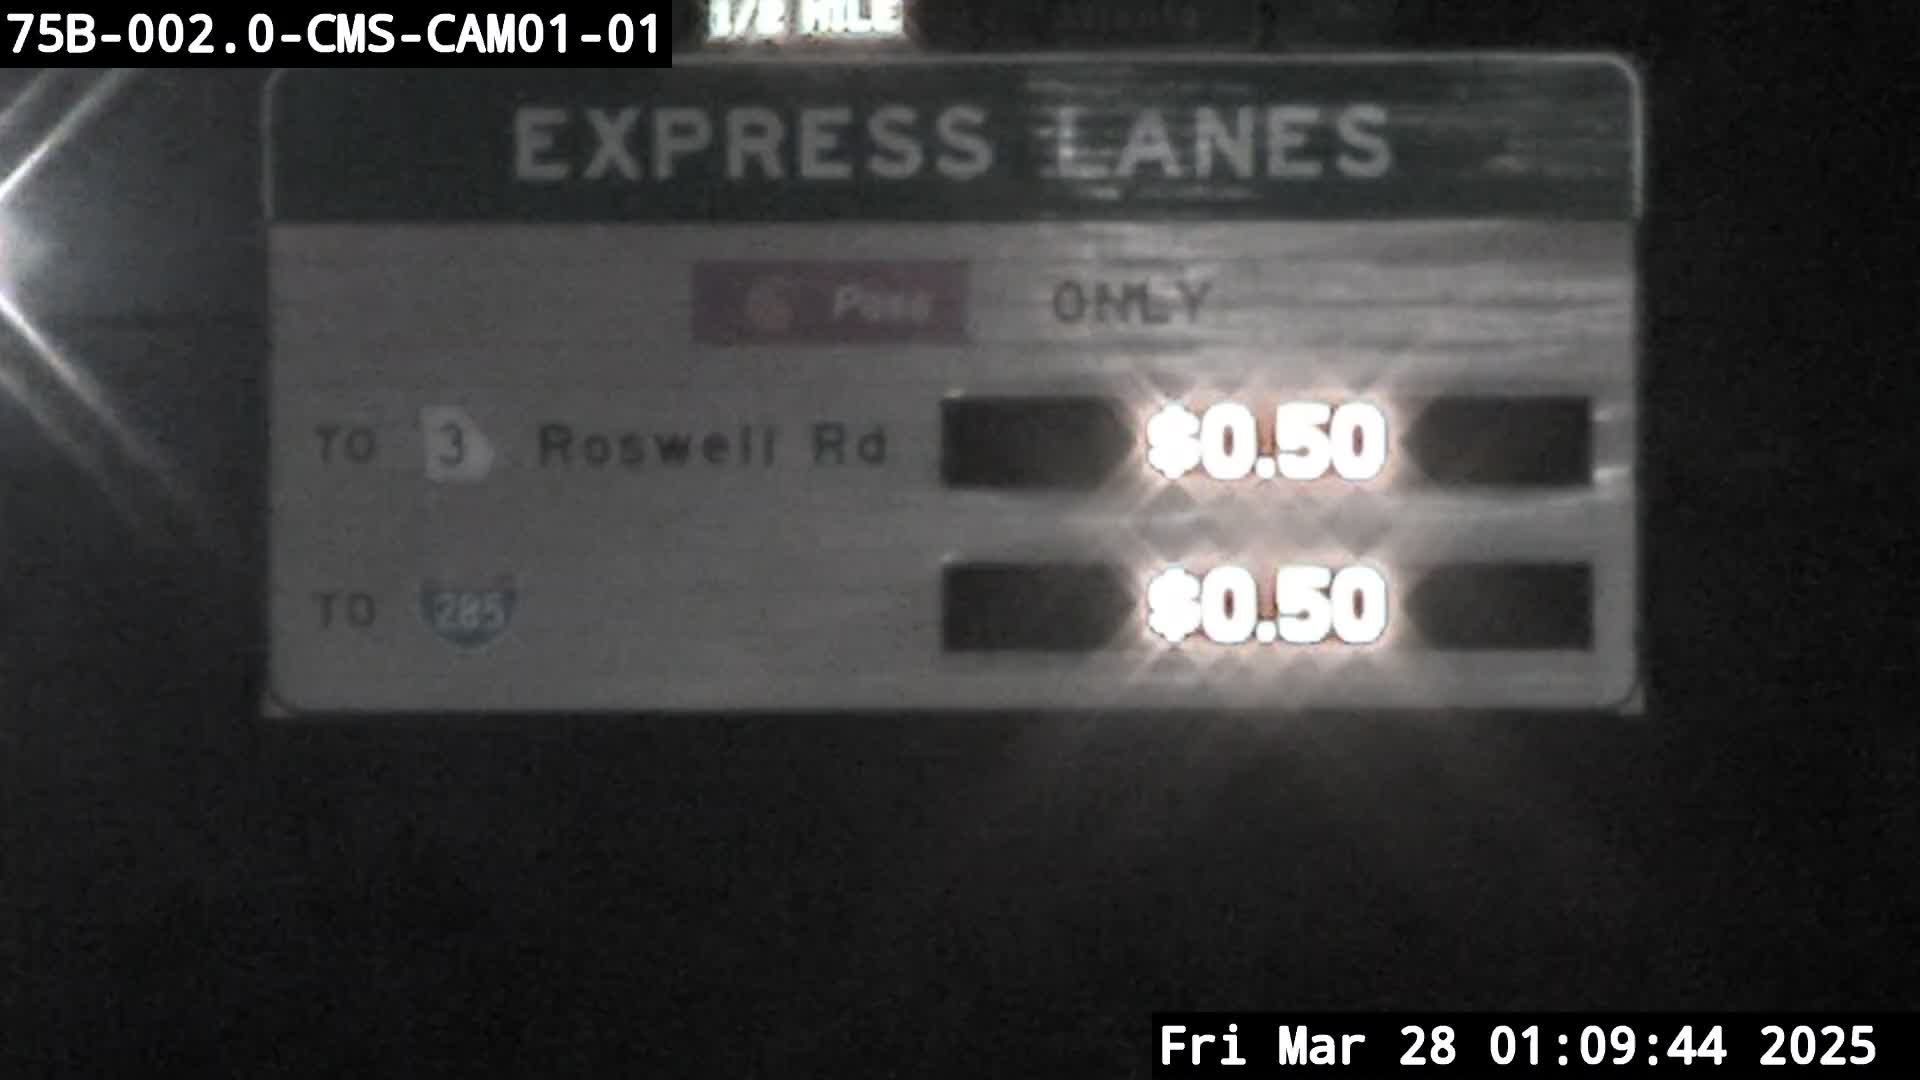 75B-002.0-CMS-CAM01-01
1/2 MILE
EXPRESS LANES
Pass ONLY
TO 3 Roswell Rd $0.50
TO 285 $0.50
Fri Mar 28 01:09:44 2025